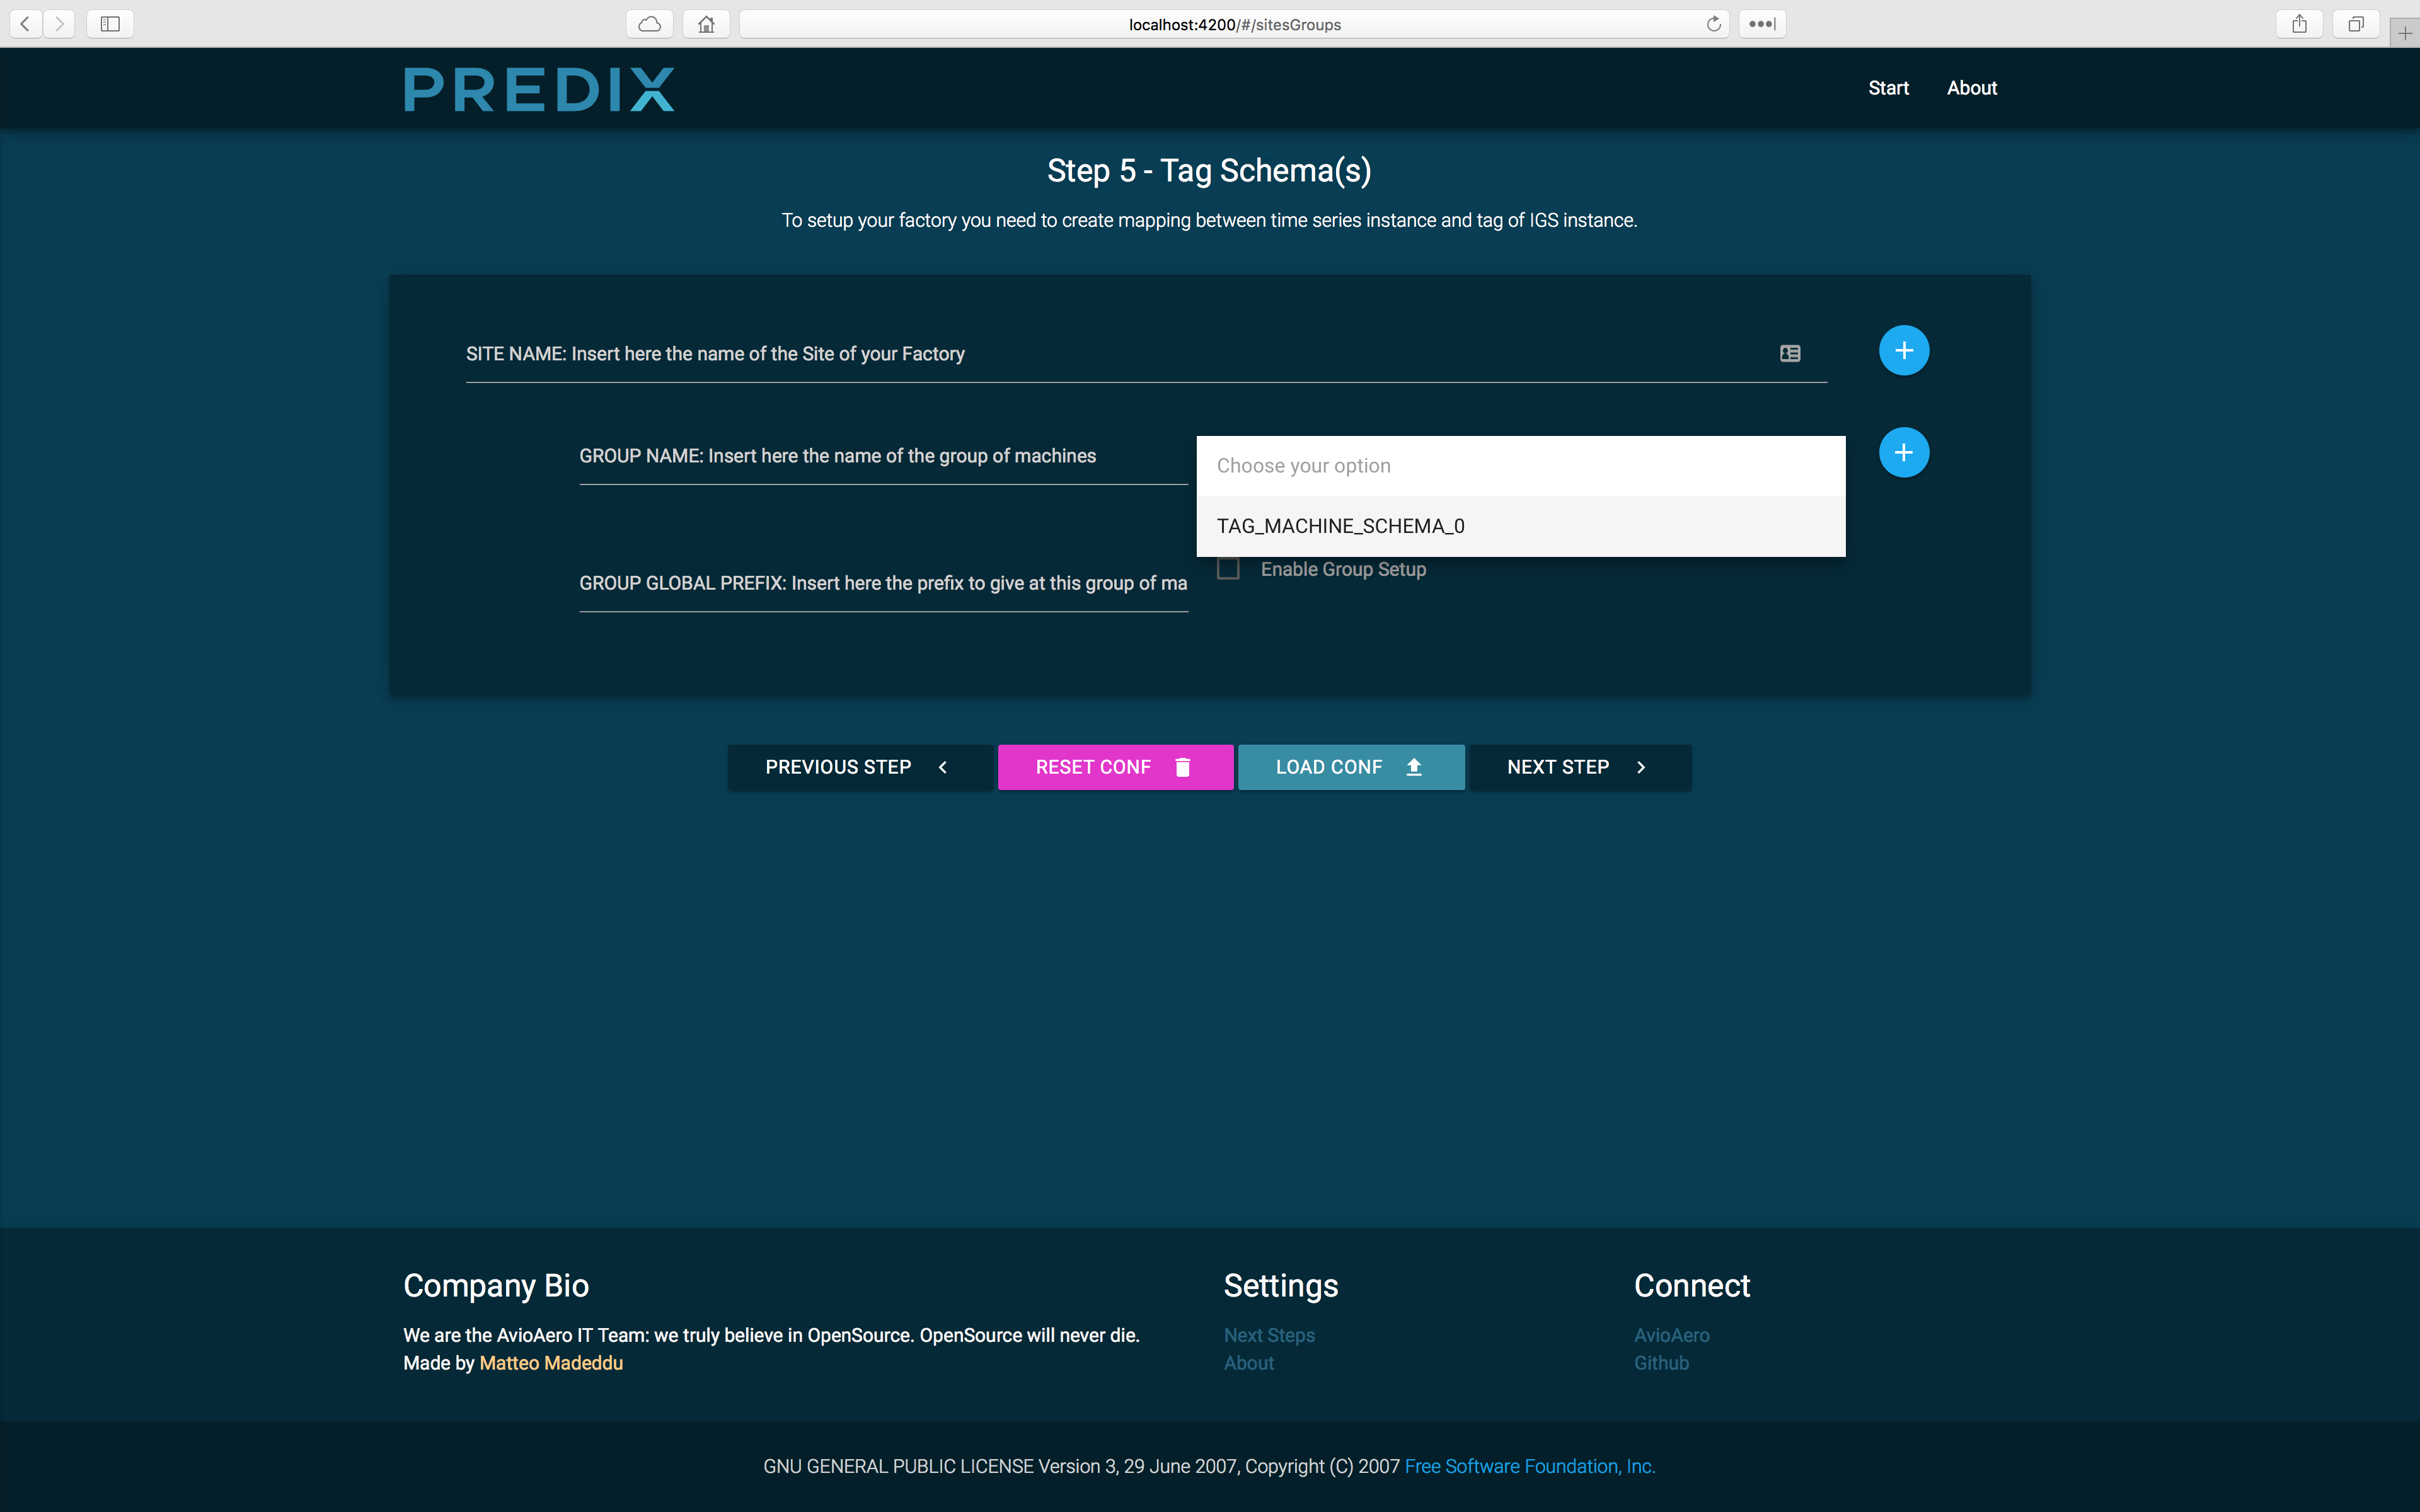 localhost:4200/#/sitesGroups
PREDIX
Start
About
Step 5 - Tag Schema(s)
To setup your factory you need to create mapping between time series instance and tag of IGS instance.
SITE NAME: Insert here the name of the Site of your Factory
GROUP NAME: Insert here the name of the group of machines
Choose your option
TAG_MACHINE_SCHEMA_0
GROUP GLOBAL PREFIX: Insert here the prefix to give at this group of ma
Enable Group Setup
PREVIOUS STEP
RESET CONF
LOAD CONF
NEXT STEP
Company Bio
We are the AvioAero IT Team: we truly believe in OpenSource. OpenSource will never die.
Made by Matteo Madeddu
Settings
Next Steps
About
Connect
AvioAero
Github
GNU GENERAL PUBLIC LICENSE Version 3, 29 June 2007, Copyright (C) 2007 Free Software Foundation, Inc.